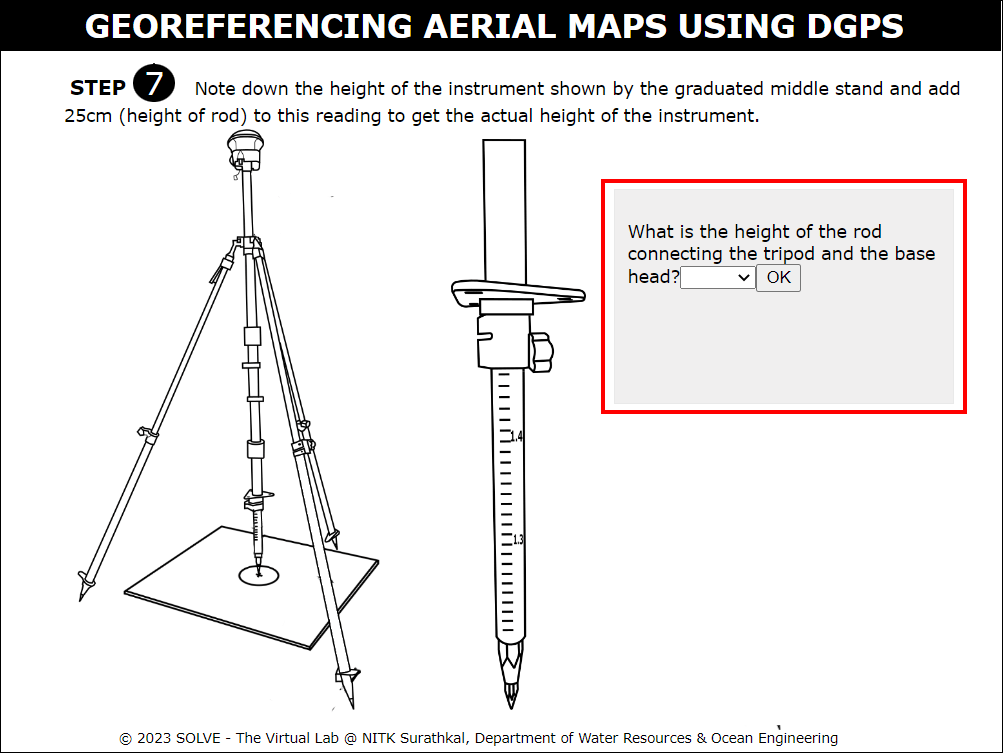 GEOREFERENCING AERIAL MAPS USING DGPS
STEP 7 Note down the height of the instrument shown by the graduated middle stand and add
25cm (height of rod) to this reading to get the actual height of the instrument.
What is the height of the rod
connecting the tripod and the base
head? OK
1.4
1.3
© 2023 SOLVE - The Virtual Lab @ NITK Surathkal, Department of Water Resources & Ocean Engineering